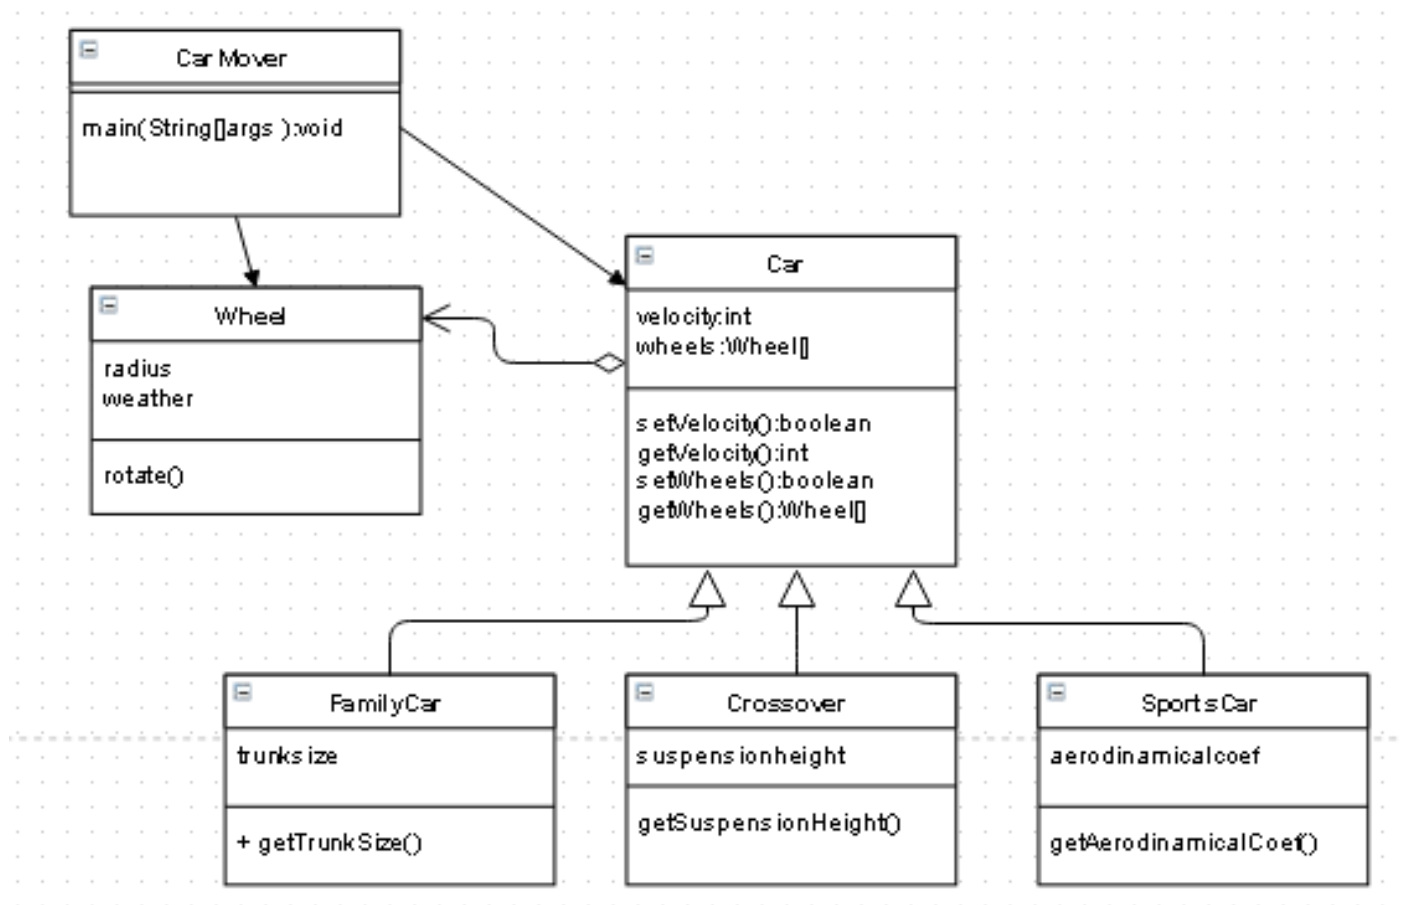 Car Mover
main(String[]args ):void
Wheel
radius
weather
rotate()
Car
velocity:int
wheels:Wheel[]
setVelocity():boolean
getVelocity():int
setWheels():boolean
getWheels():Wheel[]
FamilyCar
trunksize
+ getTrunkSize()
Crossover
suspensionheight
getSuspensionHeight()
SportsCar
aerodinamicalcoef
getAerodinamicalCoef()